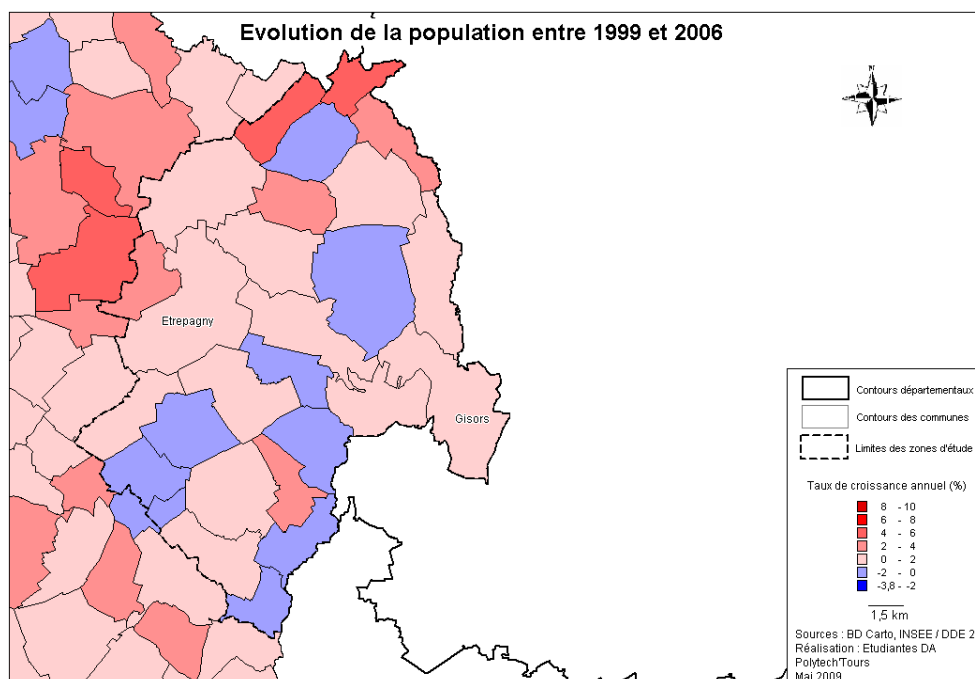 Evolution de la population entre 1999 et 2006
N
Etrepagny
Gisors
Contours départementaux
Contours des communes
Limites des zones d'étude
Taux de croissance annuel (%)
8 - 10
6 - 8
4 - 6
2 - 4
0 - 2
-2 - 0
-3,8 - -2
1,5 km
Sources : BD Carto, INSEE / DDE 2
Réalisation : Etudiantes DA
Polytech'Tours
Mai 2009